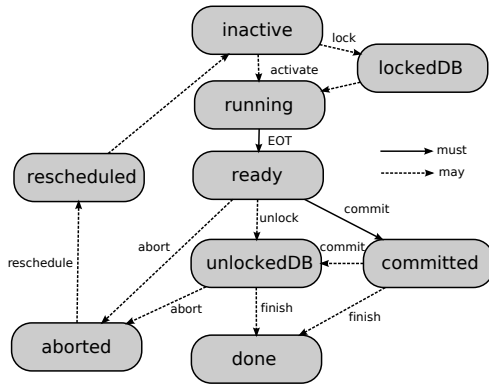 inactive
lock
lockedDB
activate
running
EOT
must
may
rescheduled
ready
commit
unlock
abort
reschedule
unlockedDB
commit
committed
abort
finish
finish
aborted
done